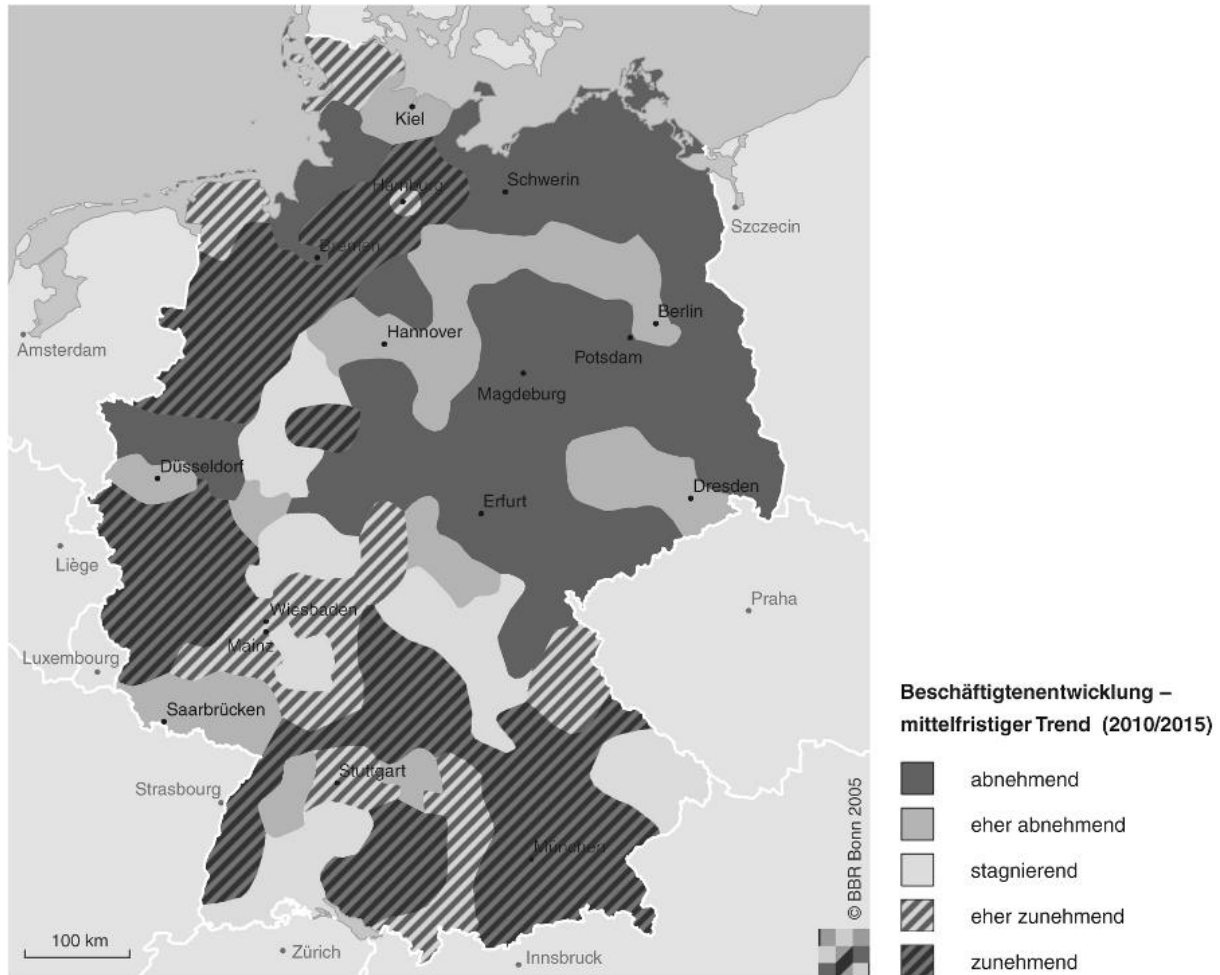 Kiel
Hamburg
Schwerin
Szczecin
Bremen
Amsterdam
Hannover
Berlin
Potsdam
Magdeburg
Düsseldorf
Dresden
Erfurt
Liège
Praha
Wiesbaden
Mainz
Luxembourg
Saarbrücken
Stuttgart
Strasbourg
München
100 km
Zürich
Innsbruck
© BBR Bonn 2005
Beschäftigtenentwicklung –
mittelfristiger Trend (2010/2015)
abnehmend
eher abnehmend
stagnierend
eher zunehmend
zunehmend